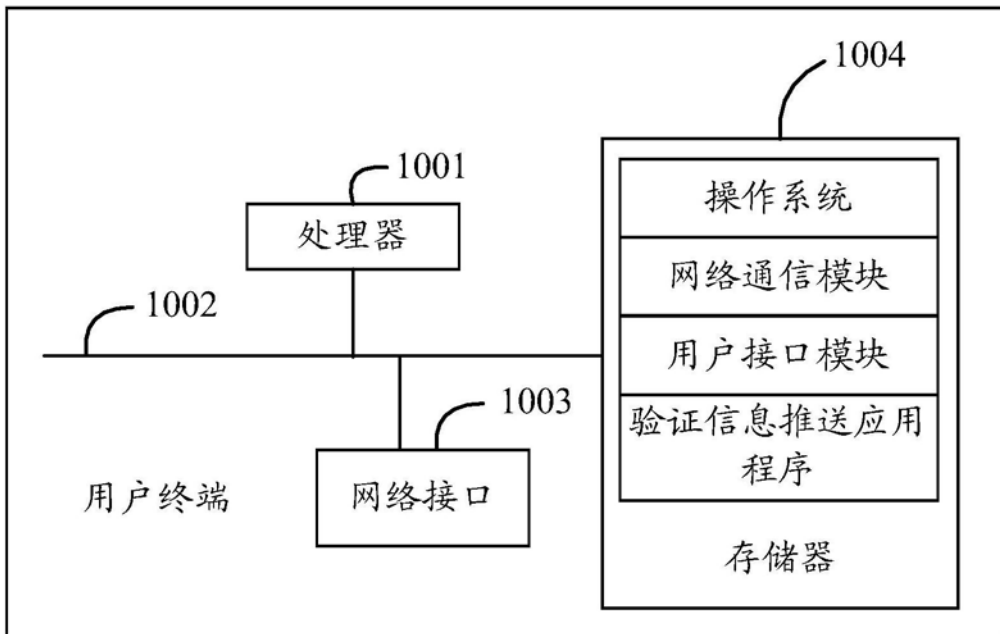 1004
1001
操作系统
处理器
网络通信模块
1002
用户接口模块
1003
验证信息推送应用
程序
用户终端
网络接口
存储器